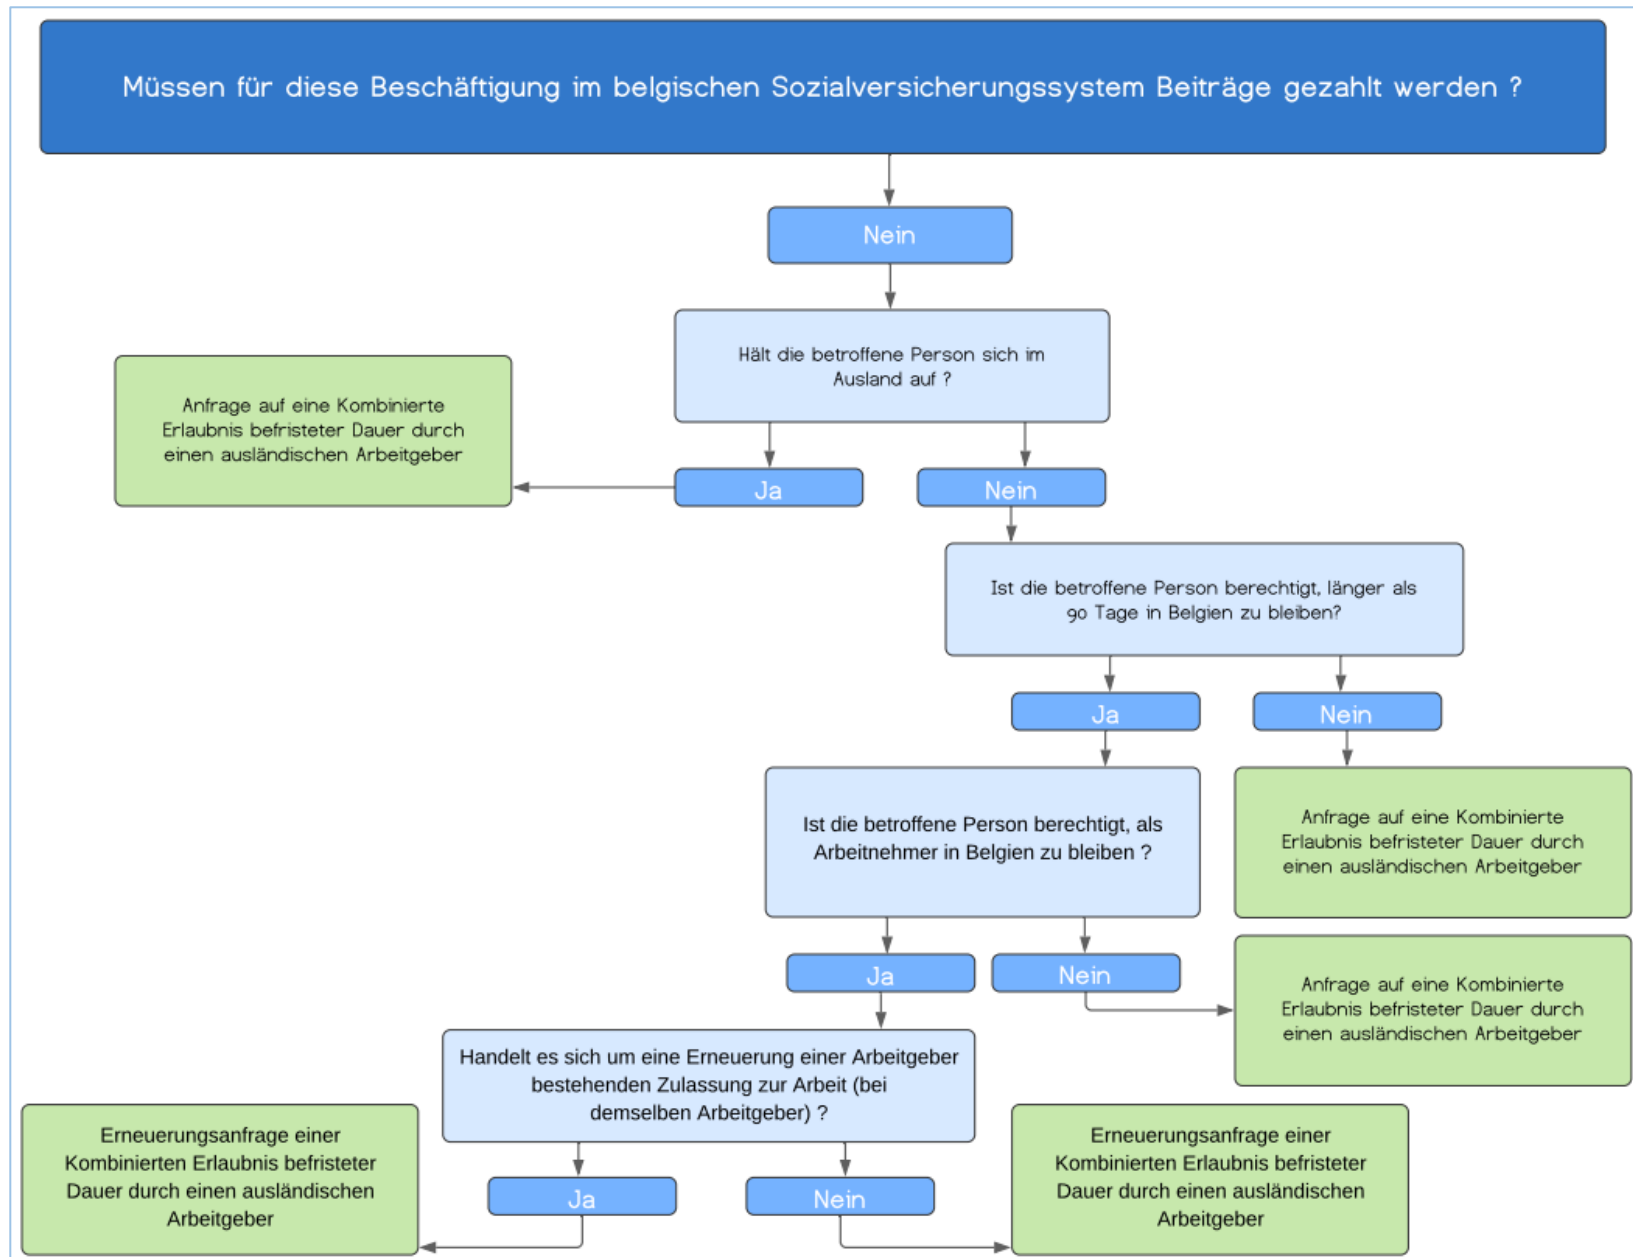 Müssen für diese Beschäftigung im belgischen Sozialversicherungssystem Beiträge gezahlt werden ?
Nein
Hält die betroffene Person sich im
Ausland auf ?
Anfrage auf eine Kombinierte
Erlaubnis befristeter Dauer durch
einen ausländischen Arbeitgeber
Ja
Nein
Ist die betroffene Person berechtigt, länger als
90 Tage in Belgien zu bleiben?
Ja
Nein
Ist die betroffene Person berechtigt, als
Arbeitnehmer in Belgien zu bleiben ?
Anfrage auf eine Kombinierte
Erlaubnis befristeter Dauer durch
einen ausländischen Arbeitgeber
Ja
Nein
Anfrage auf eine Kombinierte
Erlaubnis befristeter Dauer durch
einen ausländischen Arbeitgeber
Handelt es sich um eine Erneuerung einer Arbeitgeber
bestehenden Zulassung zur Arbeit (bei
demselben Arbeitgeber) ?
Erneuerungsanfrage einer
Kombinierten Erlaubnis befristeter
Dauer durch einen ausländischen
Arbeitgeber
Ja
Nein
Erneuerungsanfrage einer
Kombinierten Erlaubnis befristeter
Dauer durch einen ausländischen
Arbeitgeber